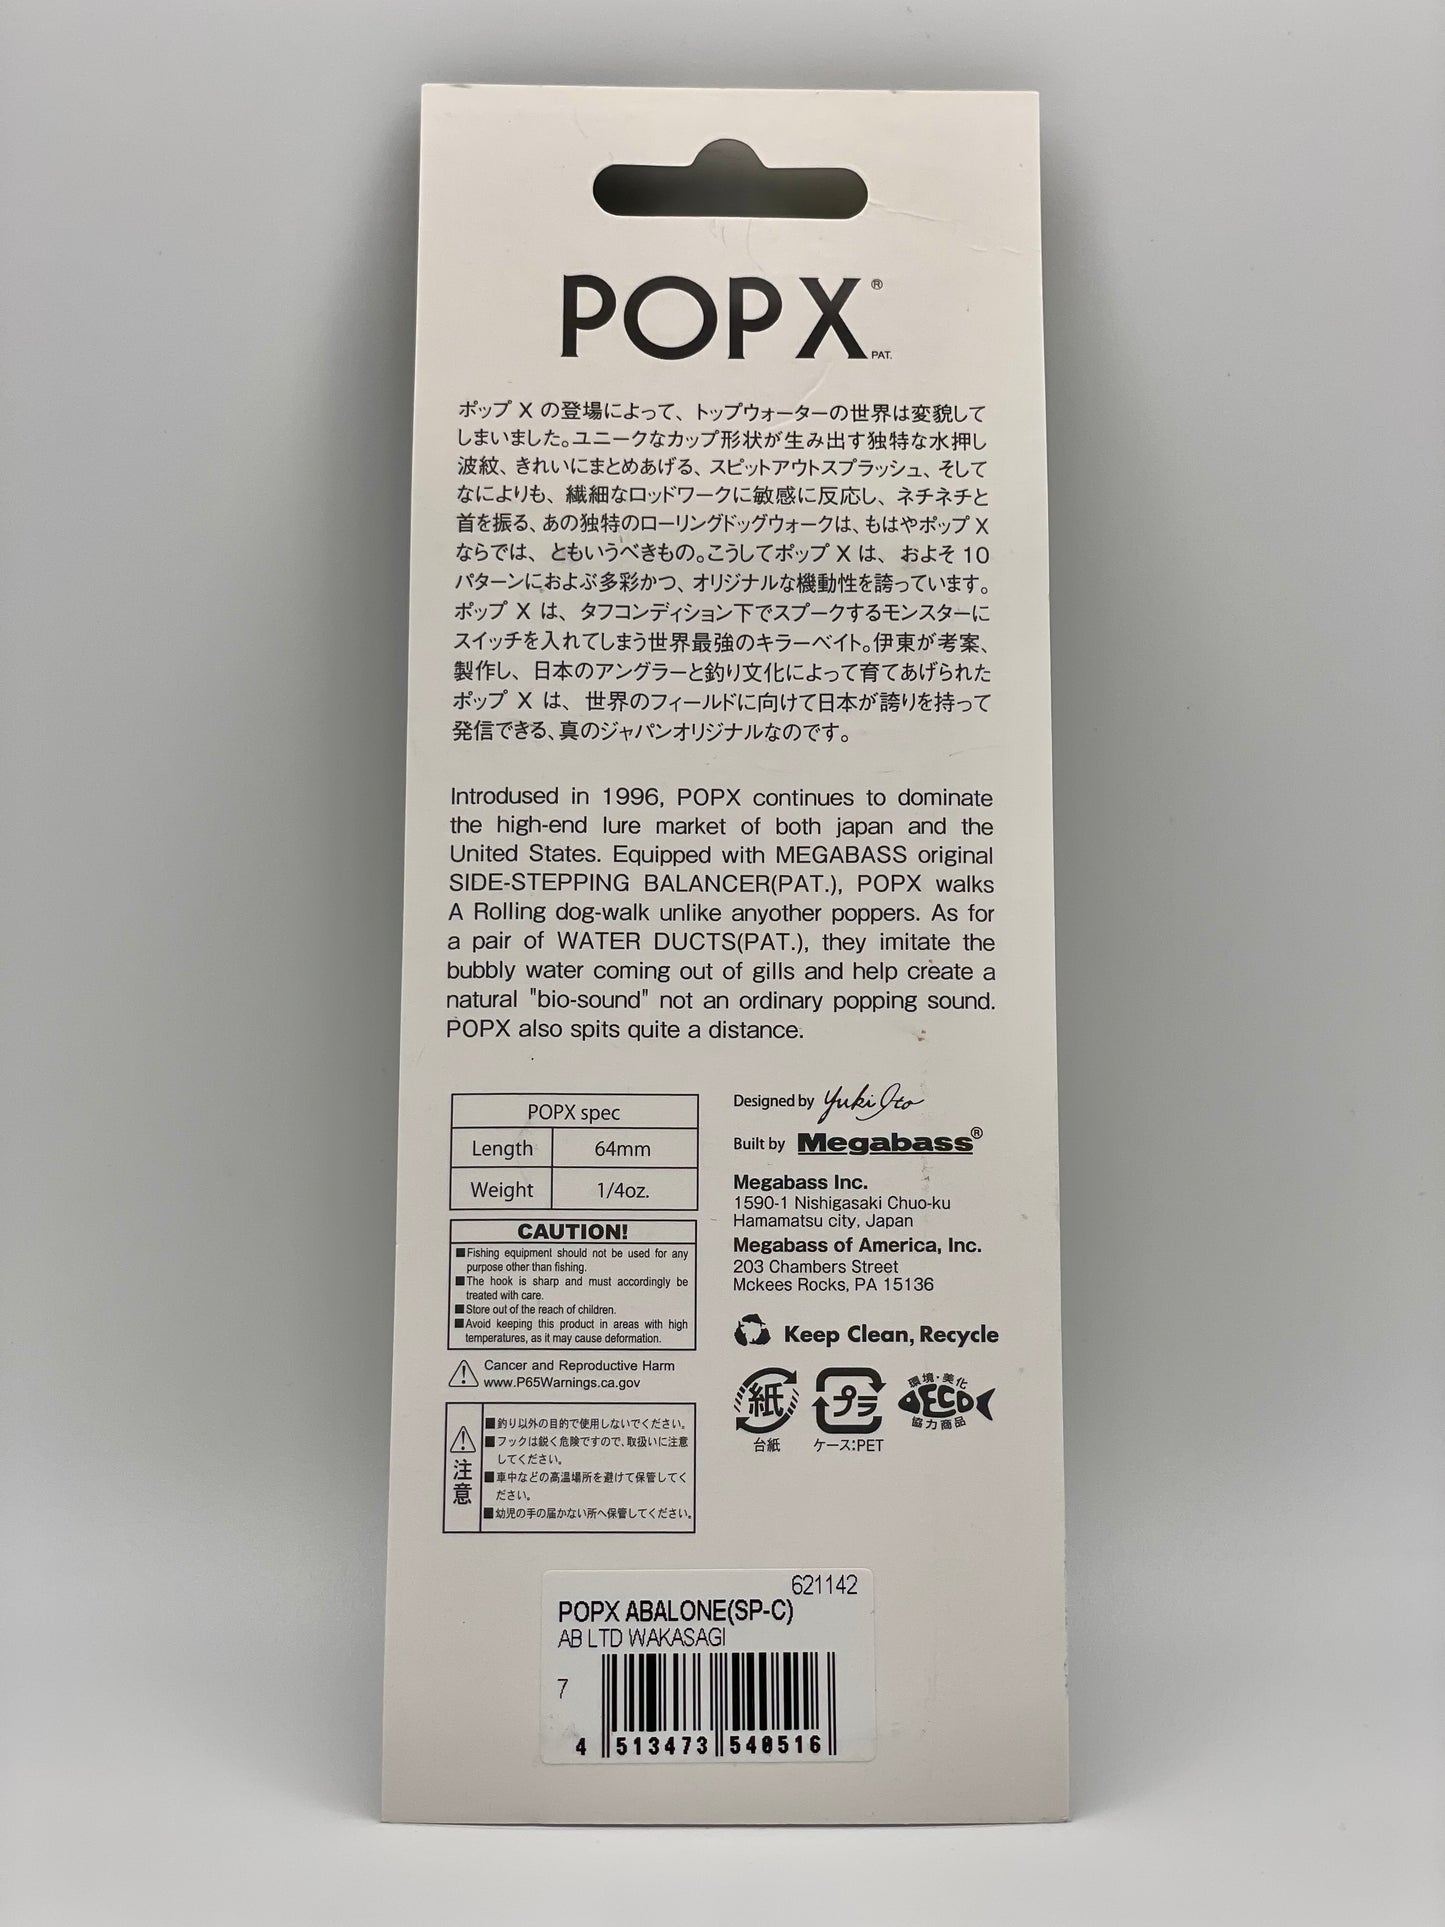 POP X®
PAT.
ポップ X の登場によって、トップウォーターの世界は変貌して
しまいました。ユニークなカップ形状が生み出す独特な水押し
波紋、きれいにまとめあげる、スピットアウトスプラッシュ、そして
なによりも、繊細なロッドワークに敏感に反応し、ネチネチと
首を振る、あの独特のローリングドッグウォークは、もはやポップ X
ならでは、ともいうべきもの。こうしてポップ X は、およそ 10
パターンにおよぶ多彩かつ、オリジナルな機動性を誇っています。
ポップ X は、タフコンディション下でスプークするモンスターに
スイッチを入れてしまう世界最強のキラーベイト。伊東が考案、
製作し、日本のアングラーと釣り文化によって育てあげられた
ポップ X は、世界のフィールドに向けて日本が誇りを持って
発信できる、真のジャパンオリジナルなのです。
Introdused in 1996, POPX continues to dominate
the high-end lure market of both japan and the
United States. Equipped with MEGABASS original
SIDE-STEPPING BALANCER(PAT.), POPX walks
A Rolling dog-walk unlike anyother poppers. As for
a pair of WATER DUCTS(PAT.), they imitate the
bubbly water coming out of gills and help create a
natural "bio-sound" not an ordinary popping sound.
POPX also spits quite a distance.
POPX spec
Length 64mm
Weight 1/4oz.
CAUTION!
■Fishing equipment should not be used for any
purpose other than fishing.
■The hook is sharp and must accordingly be
treated with care.
■Store out of the reach of children.
■Avoid keeping this product in areas with high
temperatures, as it may cause deformation.
Cancer and Reproductive Harm
www.P65Warnings.ca.gov
注意
■釣り以外の目的で使用しないでください。
■フックは鋭く危険ですので、取扱いに注意
してください。
■車中などの高温場所を避けて保管してく
ださい。
■幼児の手の届かない所へ保管してください。
Designed by Yuki Ito
Built by Megabass®
Megabass Inc.
1590-1 Nishigasaki Chuo-ku
Hamamatsu city, Japan
Megabass of America, Inc.
203 Chambers Street
Mckees Rocks, PA 15136
Keep Clean, Recycle
紙
台紙
プラ
ケース:PET
環境・美化
ECO
協力商品
621142
POPX ABALONE(SP-C)
AB LTD WAKASAGI
7
4 513473 540516